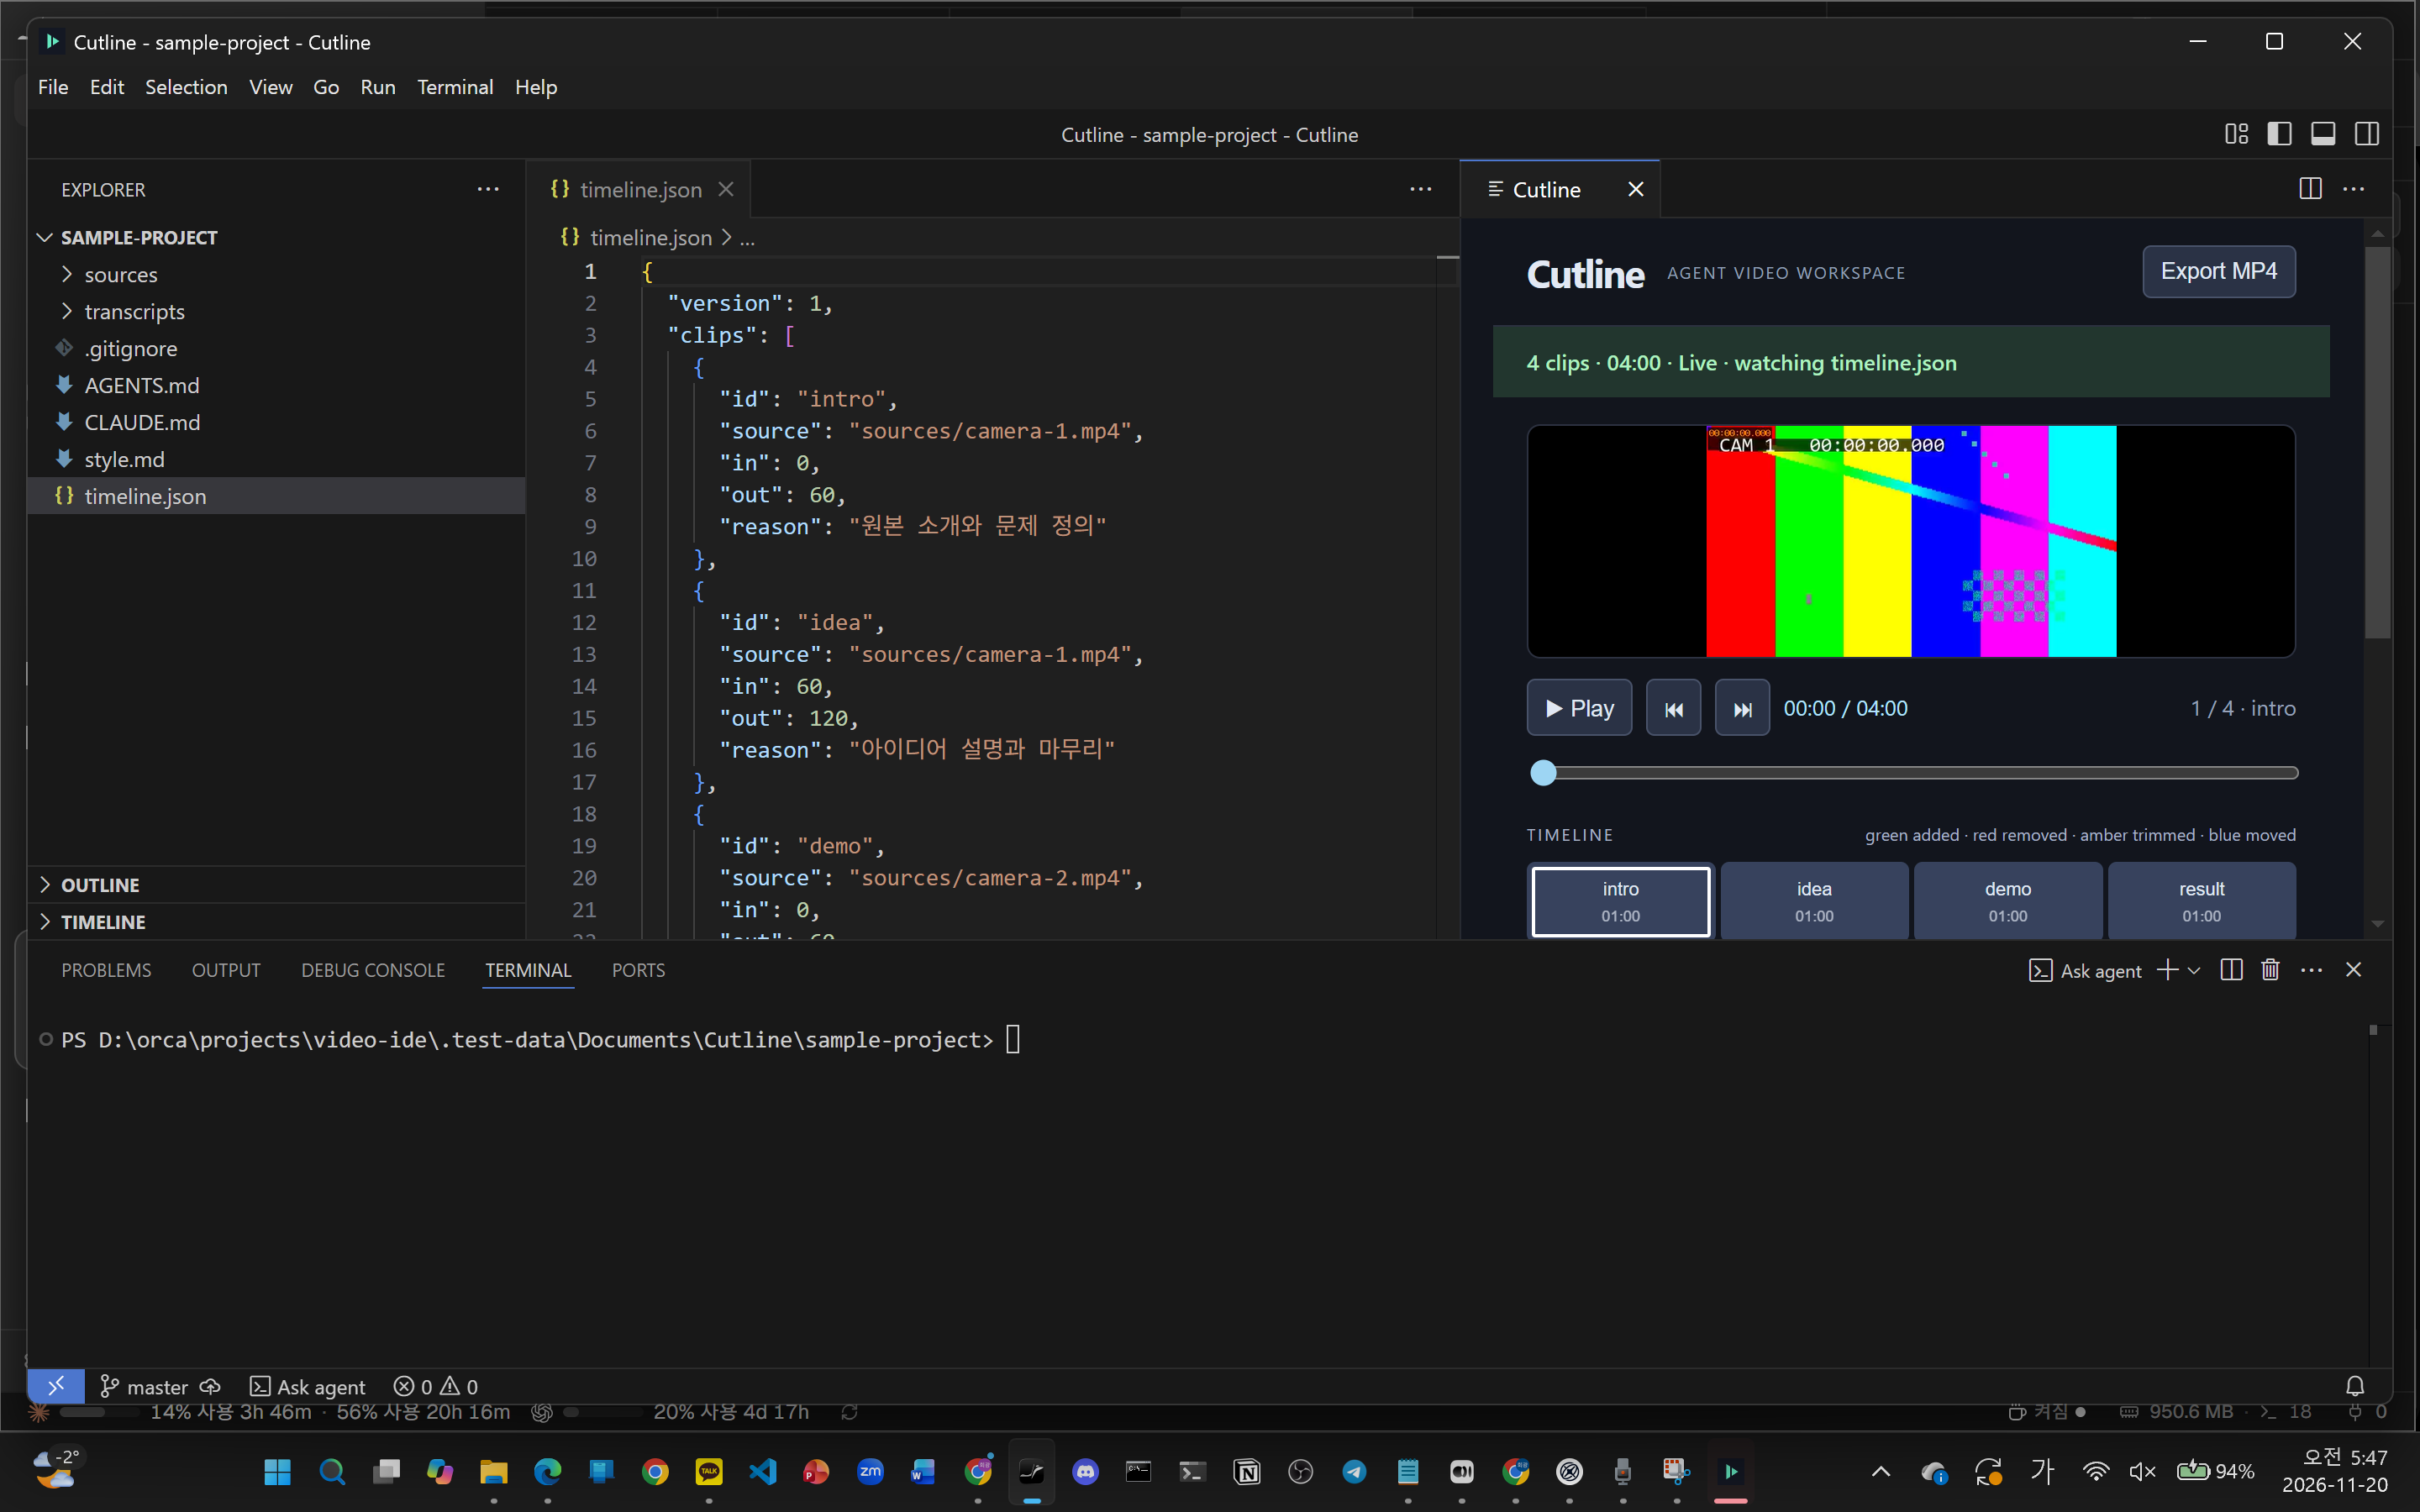 Cutline - sample-project - Cutline
File Edit Selection View Go Run Terminal Help
Cutline - sample-project - Cutline
EXPLORER
SAMPLE-PROJECT
sources
transcripts
.gitignore
AGENTS.md
CLAUDE.md
style.md
{} timeline.json
OUTLINE
TIMELINE
{} timeline.json
{} timeline.json > ...
1 {
2 "version": 1,
3 "clips": [
4 {
5 "id": "intro",
6 "source": "sources/camera-1.mp4",
7 "in": 0,
8 "out": 60,
9 "reason": "원본 소개와 문제 정의"
10 },
11 {
12 "id": "idea",
13 "source": "sources/camera-1.mp4",
14 "in": 60,
15 "out": 120,
16 "reason": "아이디어 설명과 마무리"
17 },
18 {
19 "id": "demo",
20 "source": "sources/camera-2.mp4",
21 "in": 0,
22 "out": 60
Cutline
Cutline AGENT VIDEO WORKSPACE Export MP4
4 clips · 04:00 · Live · watching timeline.json
00:00:00.000
CAM 1 00:00:00.000
Play 00:00 / 04:00 1 / 4 · intro
TIMELINE green added · red removed · amber trimmed · blue moved
intro idea demo result
01:00 01:00 01:00 01:00
PROBLEMS OUTPUT DEBUG CONSOLE TERMINAL PORTS Ask agent
PS D:\orca\projects\video-ide\.test-data\Documents\Cutline\sample-project>
master Ask agent 0 0
14% 사용 3h 46m · 56% 사용 20h 16m 20% 사용 4d 17h 켜짐 950.6 MB · 18 0
-2° TALK P zm W 가 94% 오전 5:47
2026-11-20